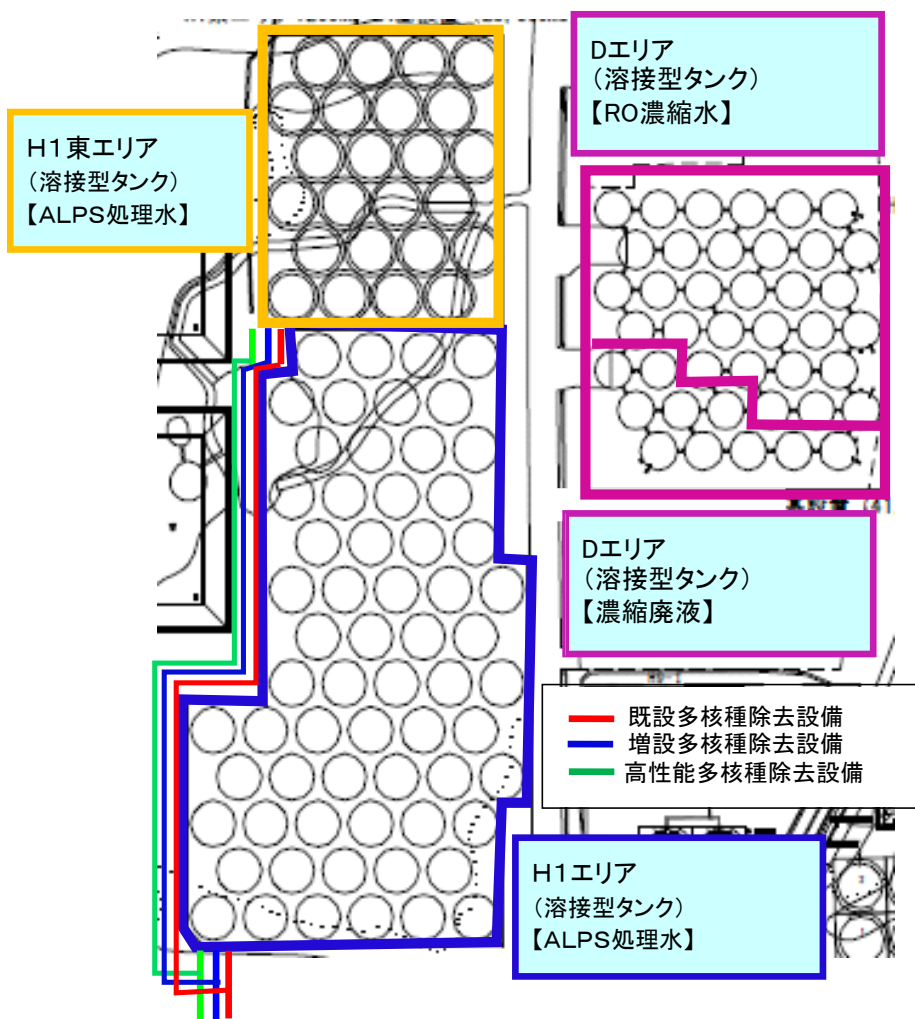 Dエリア
(溶接型タンク)
【RO濃縮水】
H1東エリア
(溶接型タンク)
【ALPS処理水】
Dエリア
(溶接型タンク)
【濃縮廃液】
既設多核種除去設備
増設多核種除去設備
高性能多核種除去設備
H1エリア
(溶接型タンク)
【ALPS処理水】